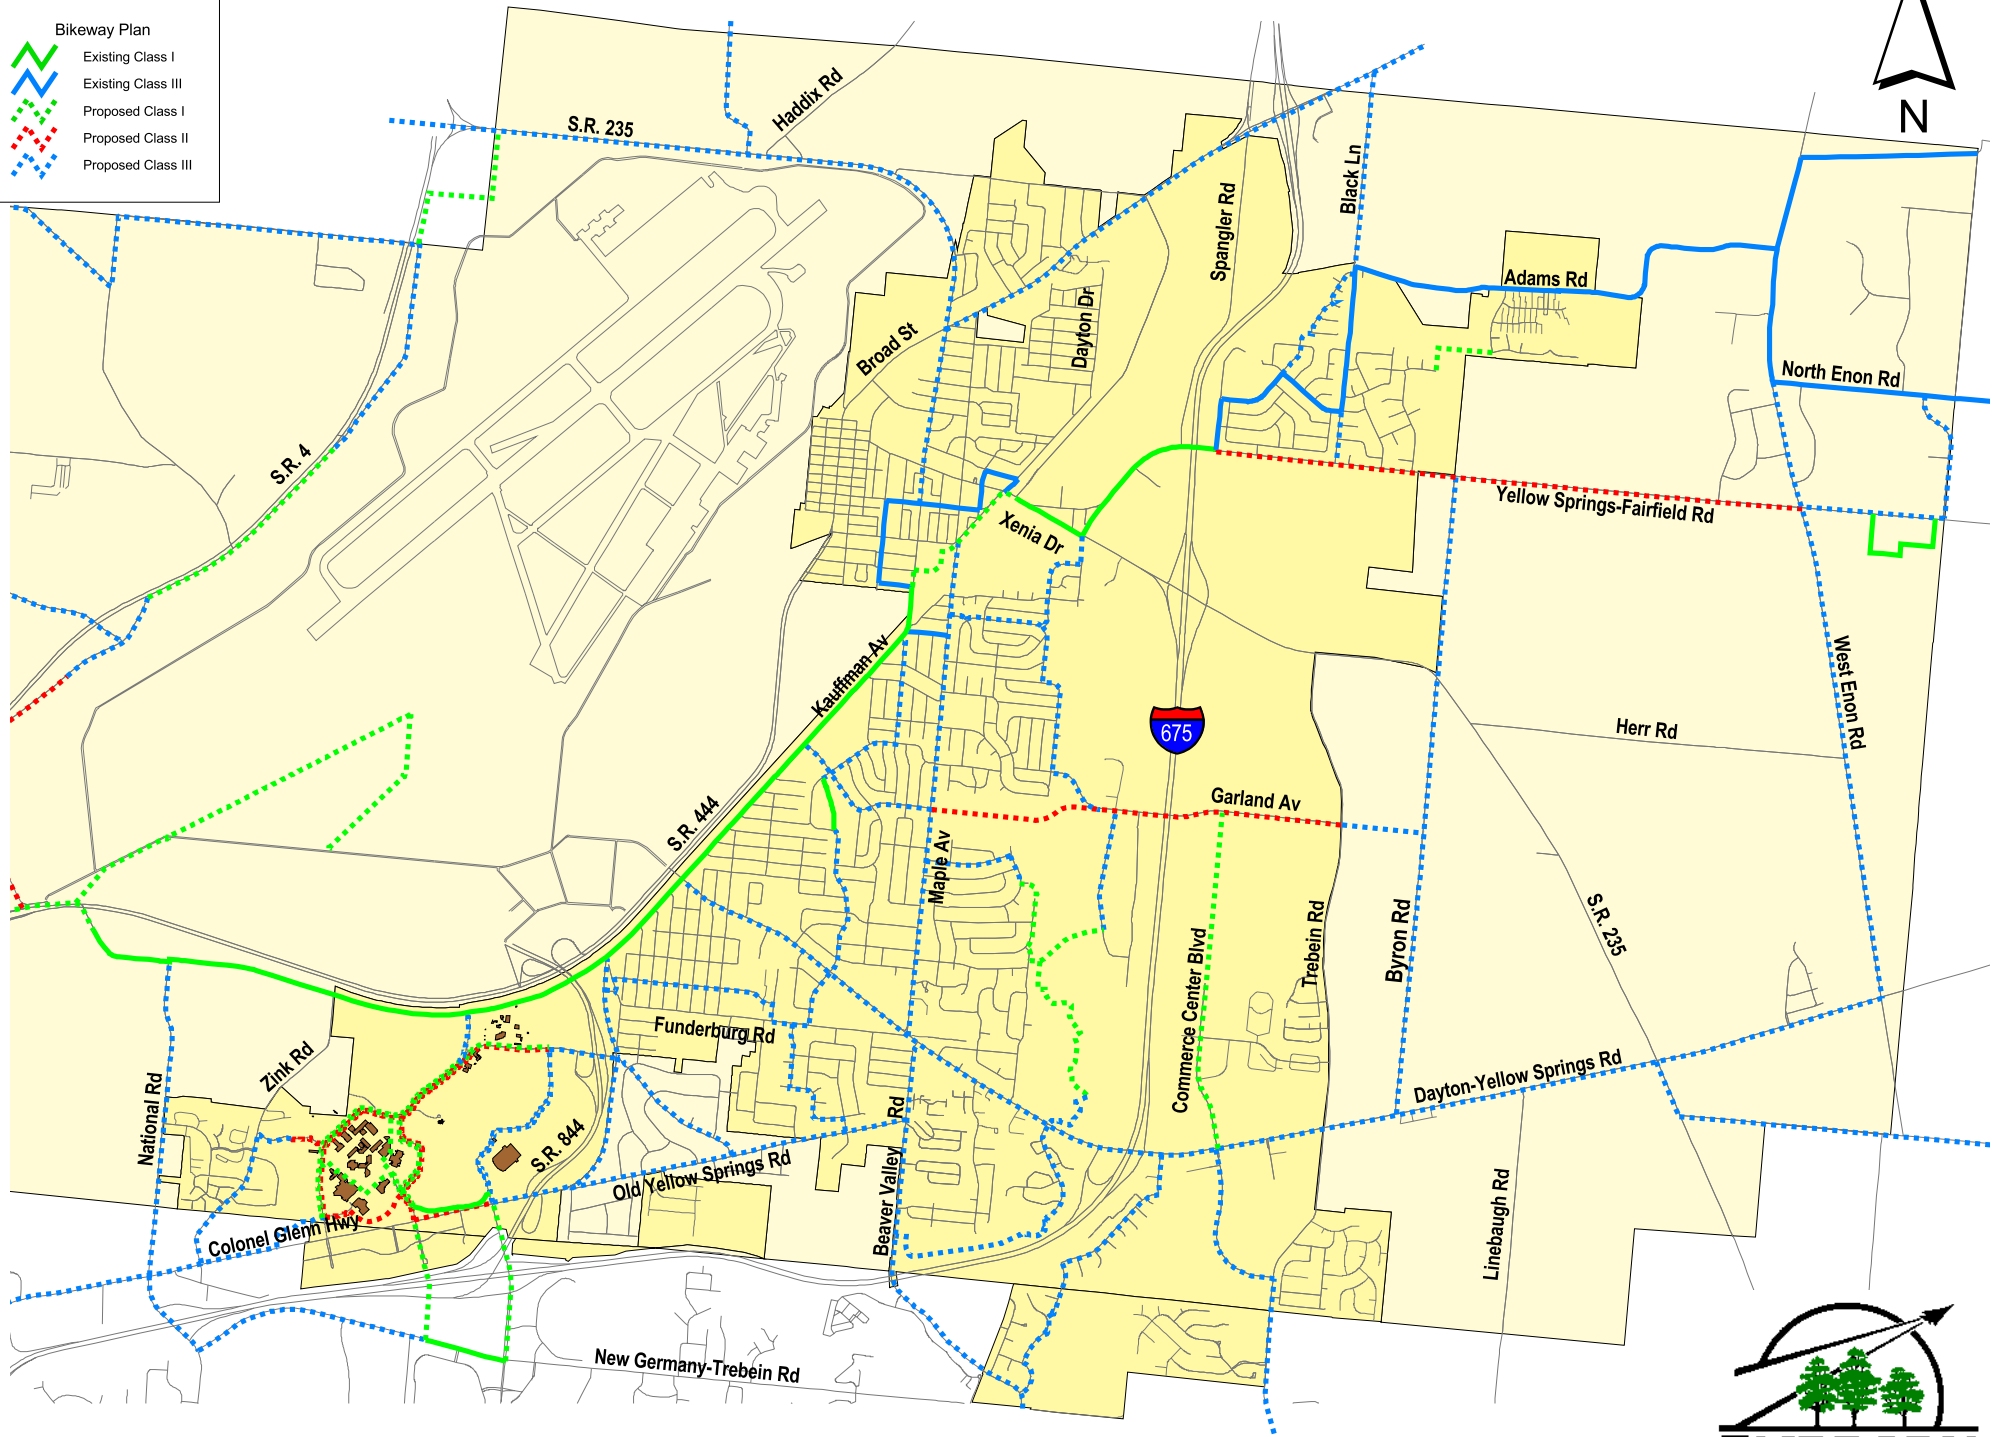 Bikeway Plan
Existing Class I
Existing Class III
Proposed Class I
Proposed Class II
Proposed Class III
N
Haddix Rd
S.R. 235
Black Ln
Spangler Rd
Adams Rd
Dayton Dr
Broad St
North Enon Rd
S.R. 4
Yellow Springs-Fairfield Rd
Xenia Dr
Kauffman Av
West Enon Rd
675
Herr Rd
Garland Av
S.R. 444
Maple Av
S.R. 235
Trebein Rd
Byron Rd
Commerce Center Blvd
Funderburg Rd
Zink Rd
National Rd
Dayton-Yellow Springs Rd
S.R. 844
Old Yellow Springs Rd
Beaver Valley Rd
Linebaugh Rd
Colonel Glenn Hwy
New Germany-Trebein Rd